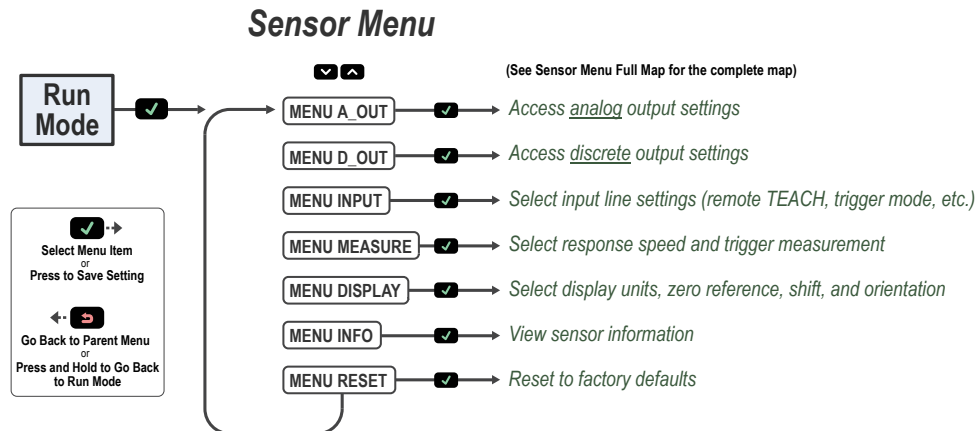 Sensor Menu
(See Sensor Menu Full Map for the complete map)
Run
Mode
MENU A_OUT
Access analog output settings
MENU D_OUT
Access discrete output settings
MENU INPUT
Select input line settings (remote TEACH, trigger mode, etc.)
MENU MEASURE
Select response speed and trigger measurement
MENU DISPLAY
Select display units, zero reference, shift, and orientation
MENU INFO
View sensor information
MENU RESET
Reset to factory defaults
Select Menu Item
or
Press to Save Setting
Go Back to Parent Menu
or
Press and Hold to Go Back
to Run Mode